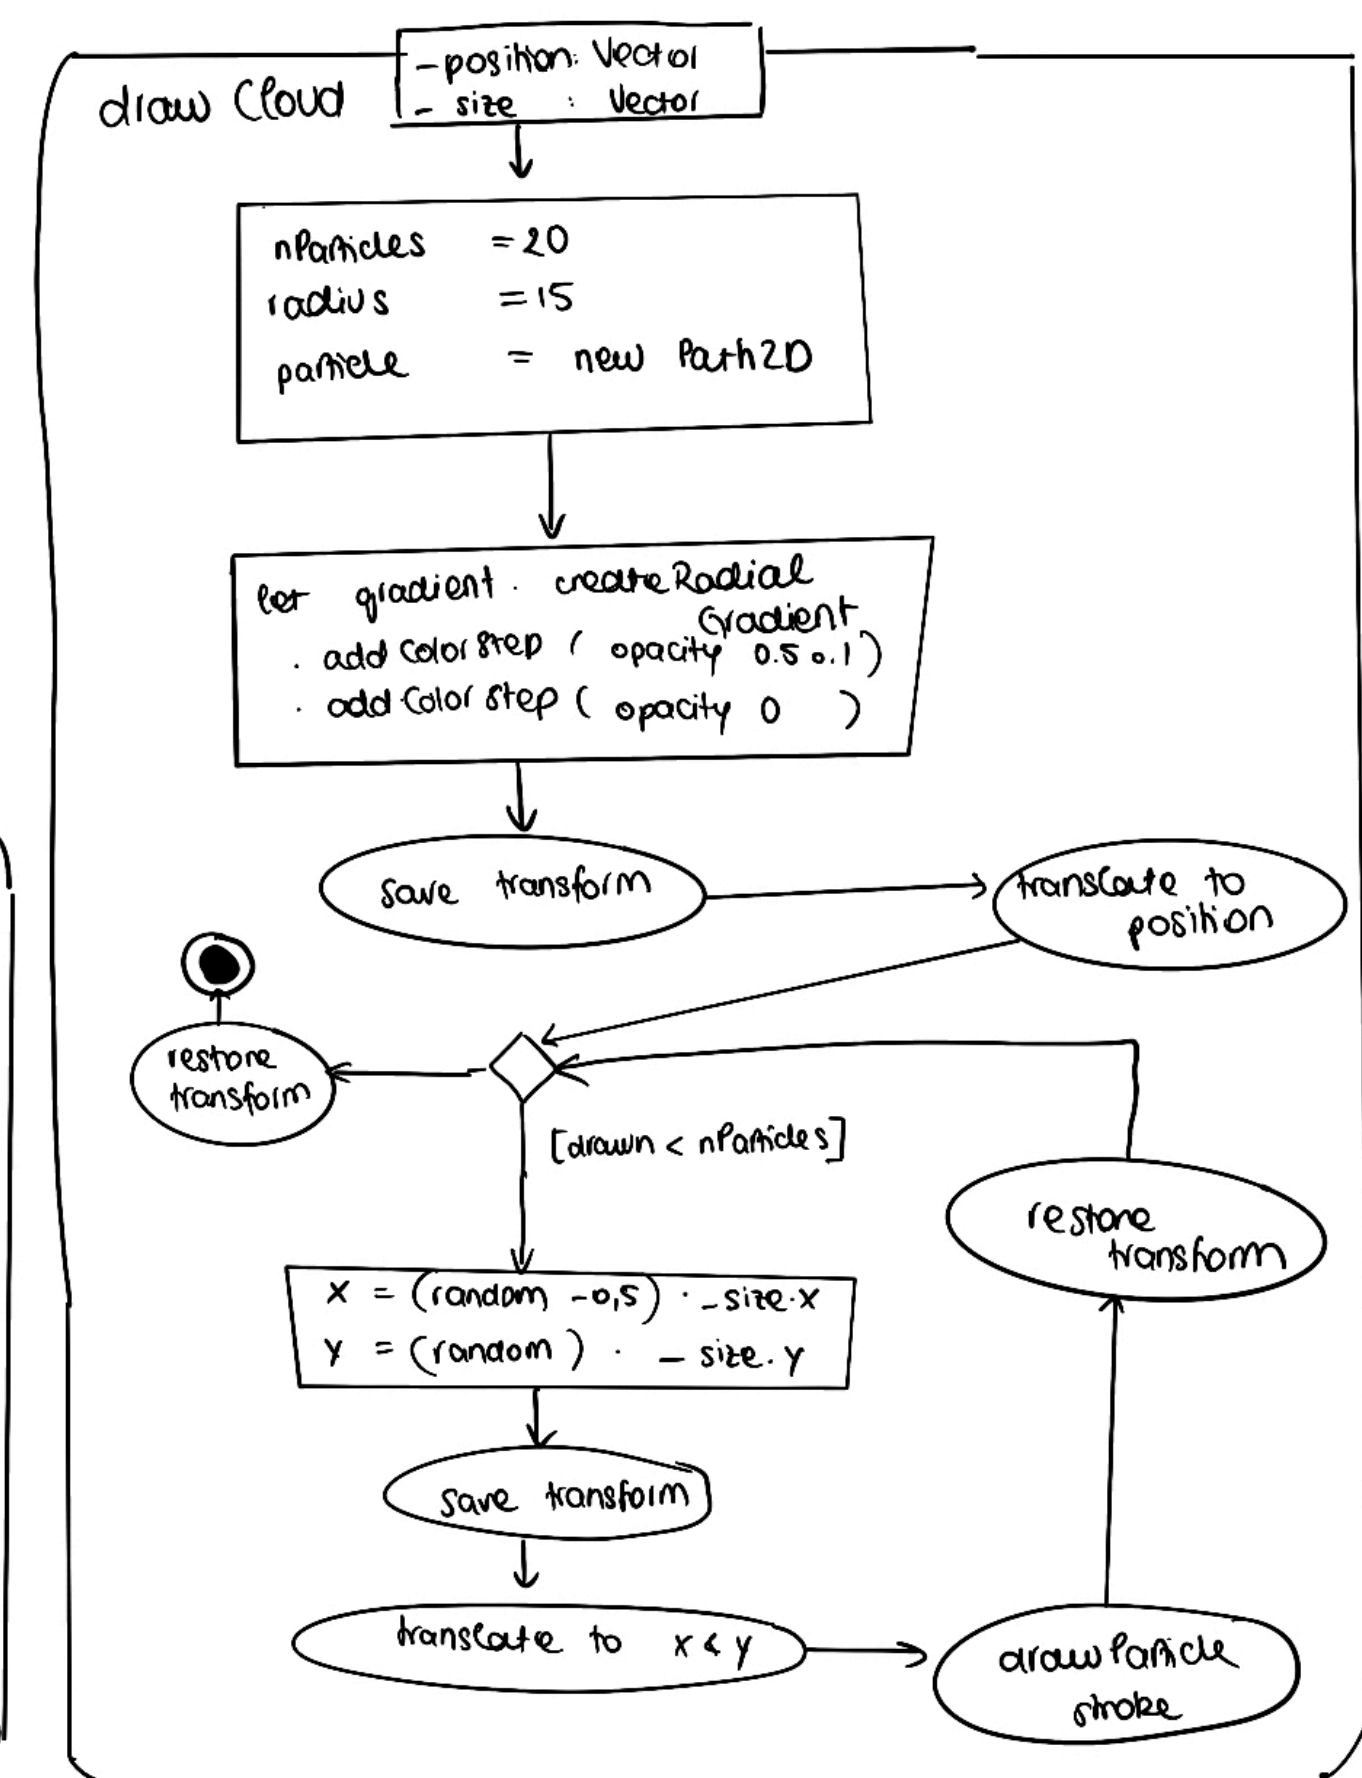 draw Cloud
- position: Vector
- size : Vector
nParticles = 20
radius = 15
particle = new Path2D
let gradient. createRadial
Gradient
. add Color Step ( opacity 0.5 0.1 )
. add Color Step ( opacity 0 )
save transform
translate to
position
restore
transform
[drawn < nParticles]
restore
transform
X = (random -0,5) · _size.x
Y = (random ) · _ size. y
save transform
translate to x & y
draw Particle
stroke